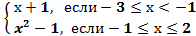 x + 1, если − 3 ≤ x < −1
x² − 1, если − 1 ≤ x ≤ 2